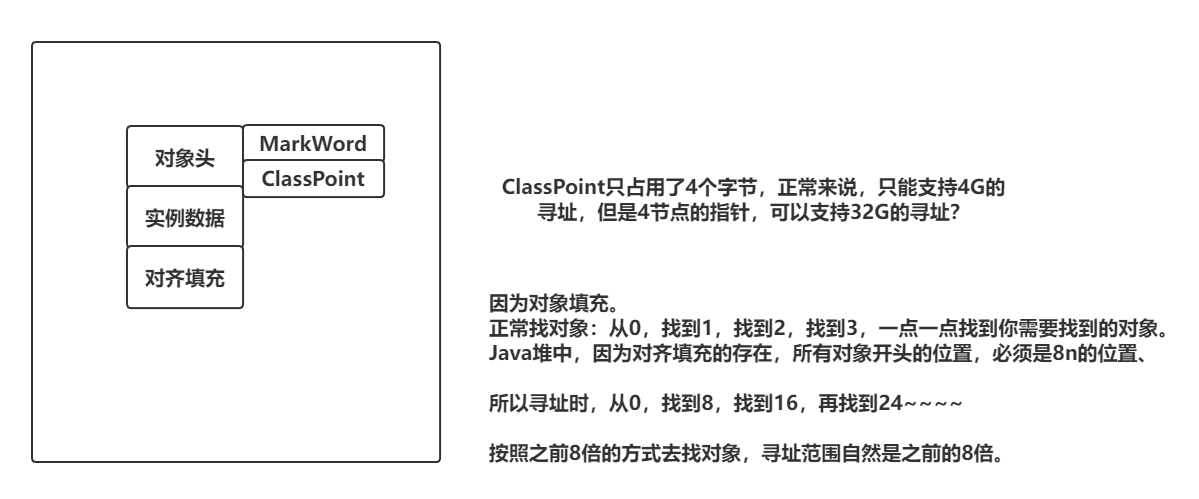 对象头
MarkWord
ClassPoint
实例数据
对齐填充
ClassPoint只占用了4个字节，正常来说，只能支持4G的
寻址，但是4节点的指针，可以支持32G的寻址？
因为对象填充。
正常找对象：从0，找到1，找到2，找到3，一点一点找到你需要找到的对象。
Java堆中，因为对齐填充的存在，所有对象开头的位置，必须是8n的位置、
所以寻址时，从0，找到8，找到16，再找到24~~~~
按照之前8倍的方式去找对象，寻址范围自然是之前的8倍。